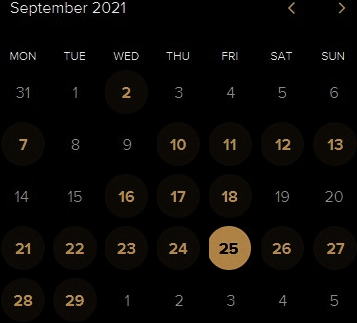 September 2021
MON TUE WED THU FRI SAT SUN
31 1 2 3 4 5 6
7 8 9 10 11 12 13
14 15 16 17 18 19 20
21 22 23 24 25 26 27
28 29 1 2 3 4 5